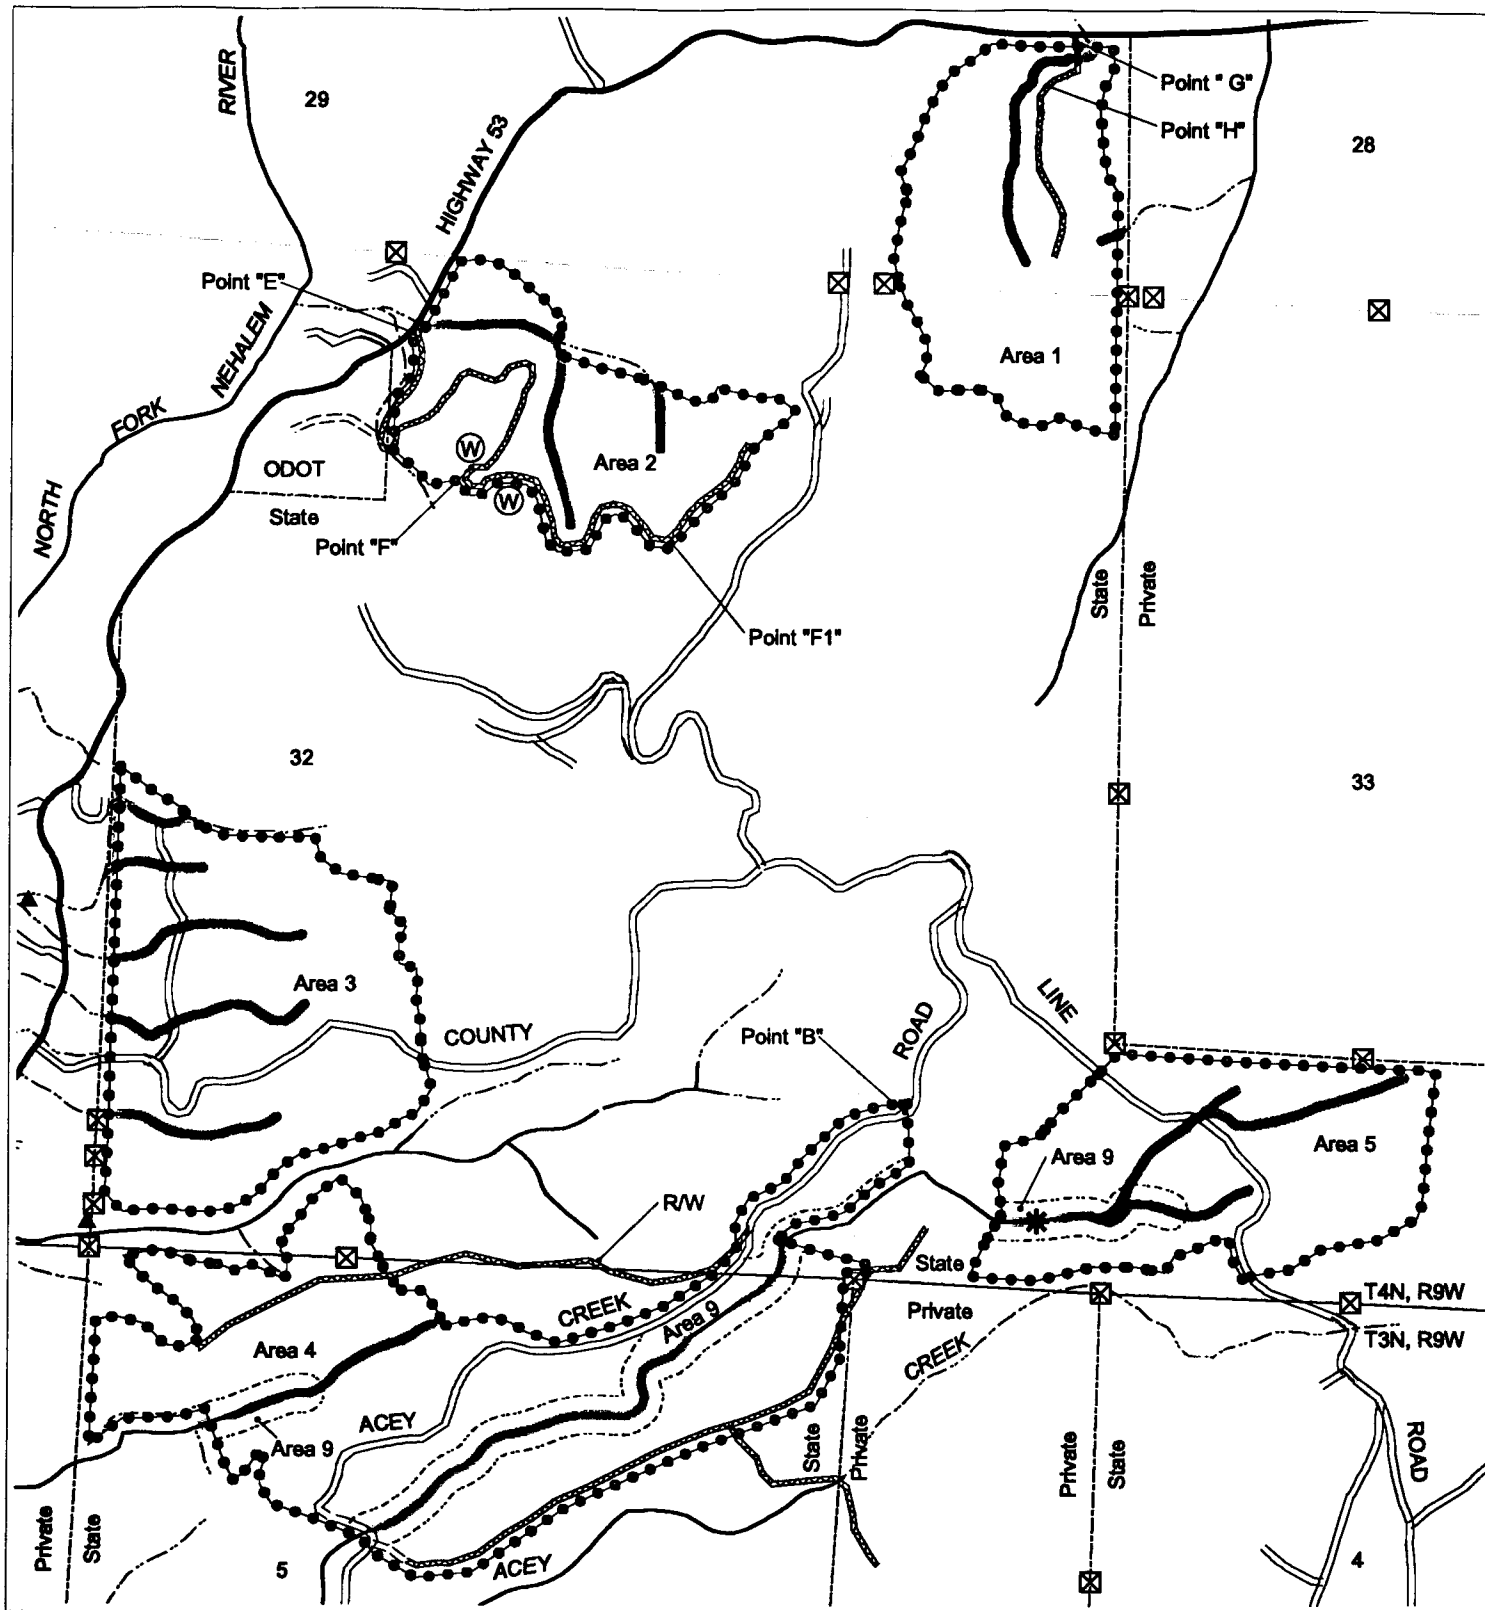 RIVER
29
HIGHWAY 53
Point " G"
Point "H"
28
Point "E"
NEHALEM
FORK
NORTH
Area 1
ODOT
State
Area 2
Point "F"
W
W
State
Private
Point "F1"
32
33
Area 3
COUNTY
Point "B"
ROAD
LINE
Area 9
Area 5
R/W
State
Private
T4N, R9W
T3N, R9W
CREEK
Area 9
Area 4
CREEK
ACEY
Area 9
State
Private
Private
State
ROAD
Private
State
5
ACEY
4